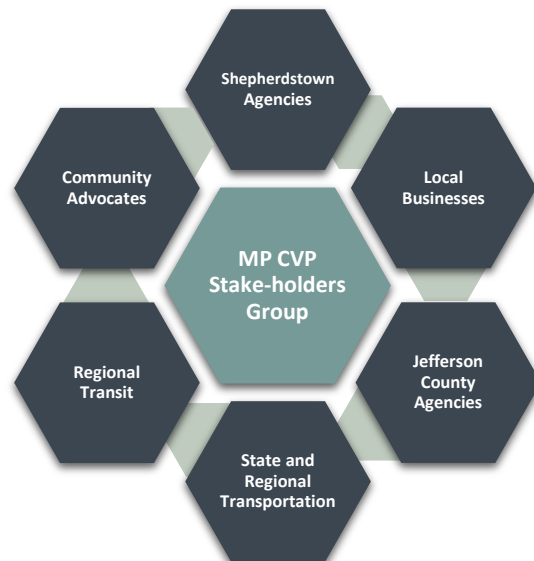 Shepherdstown
Agencies
Community
Advocates
Local
Businesses
MP CVP
Stake-holders
Group
Regional
Transit
Jefferson
County
Agencies
State and
Regional
Transportation